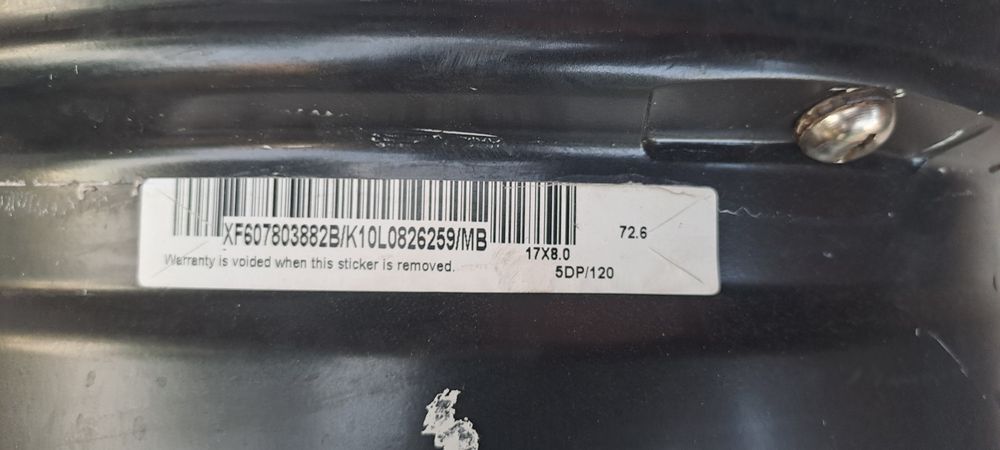 XF607803882B/K10L0826259/MB
72.6
17X8.0
Warranty is voided when this sticker is removed.
5DP/120